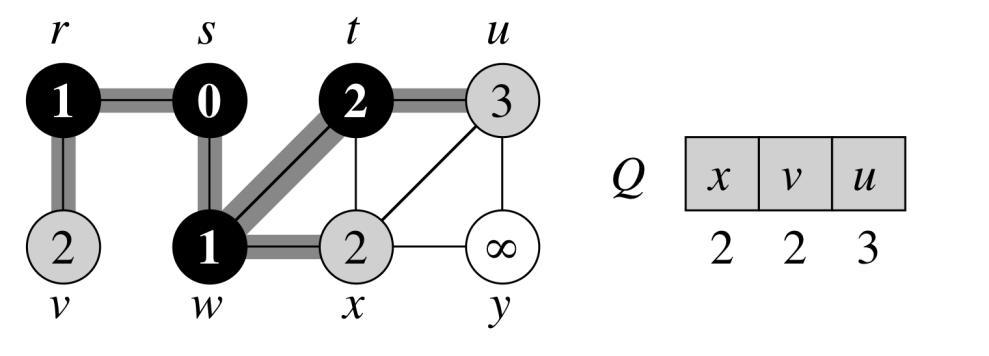 r s t u
1 0 2 3
Q x v u
2 1 2 ∞ 2 2 3
v w x y